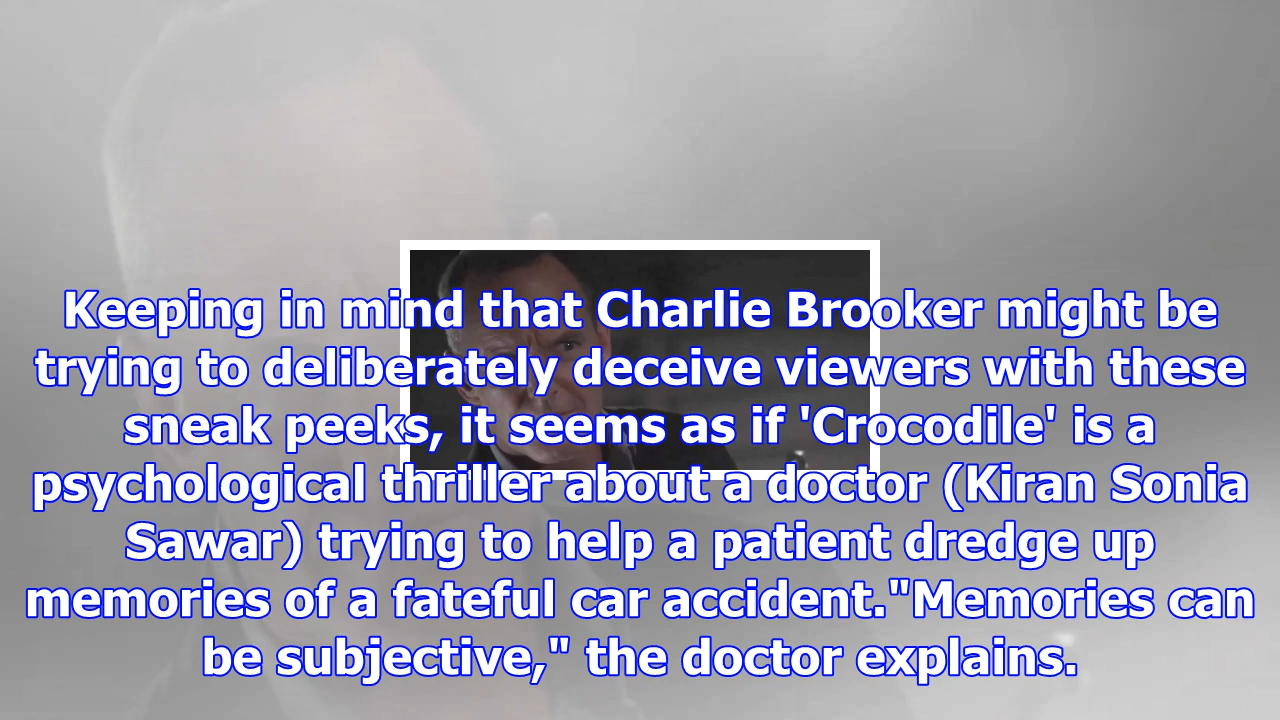 Keeping in mind that Charlie Brooker might be
trying to deliberately deceive viewers with these
sneak peeks, it seems as if 'Crocodile' is a
psychological thriller about a doctor (Kiran Sonia
Sawar) trying to help a patient dredge up
memories of a fateful car accident."Memories can
be subjective," the doctor explains.